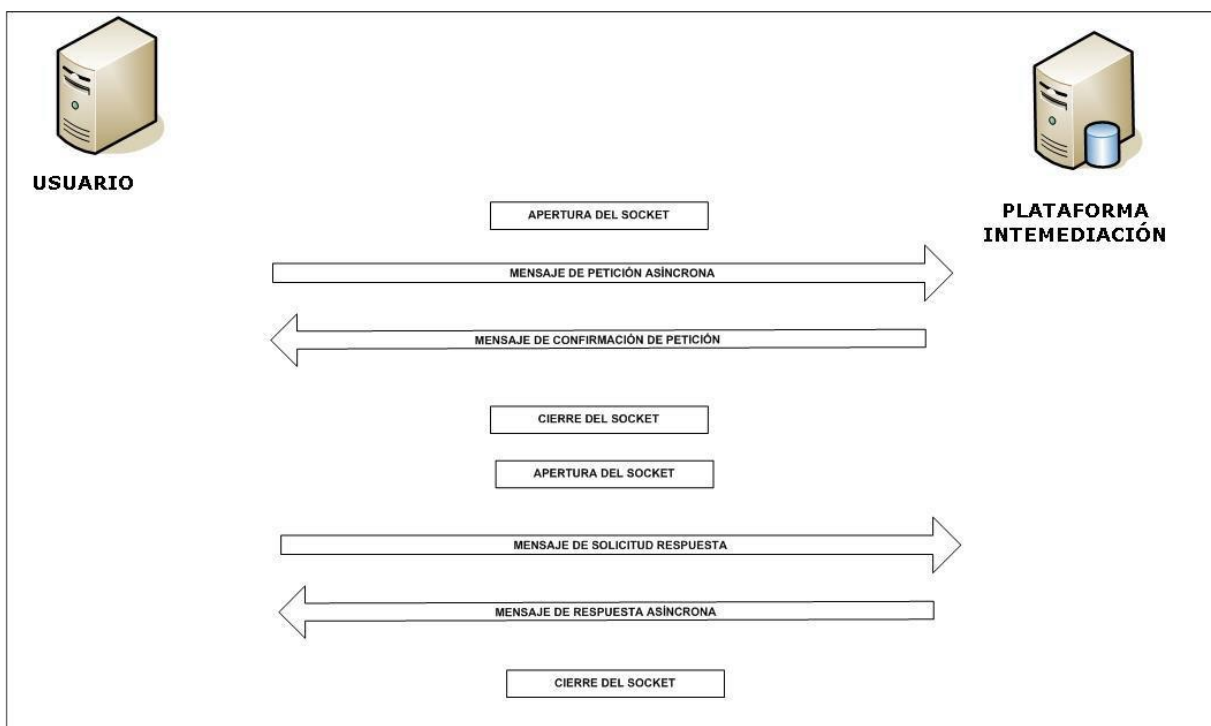 USUARIO
PLATAFORMA
INTEMEDIACIÓN
APERTURA DEL SOCKET
MENSAJE DE PETICIÓN ASÍNCRONA
MENSAJE DE CONFIRMACIÓN DE PETICIÓN
CIERRE DEL SOCKET
APERTURA DEL SOCKET
MENSAJE DE SOLICITUD RESPUESTA
MENSAJE DE RESPUESTA ASÍNCRONA
CIERRE DEL SOCKET